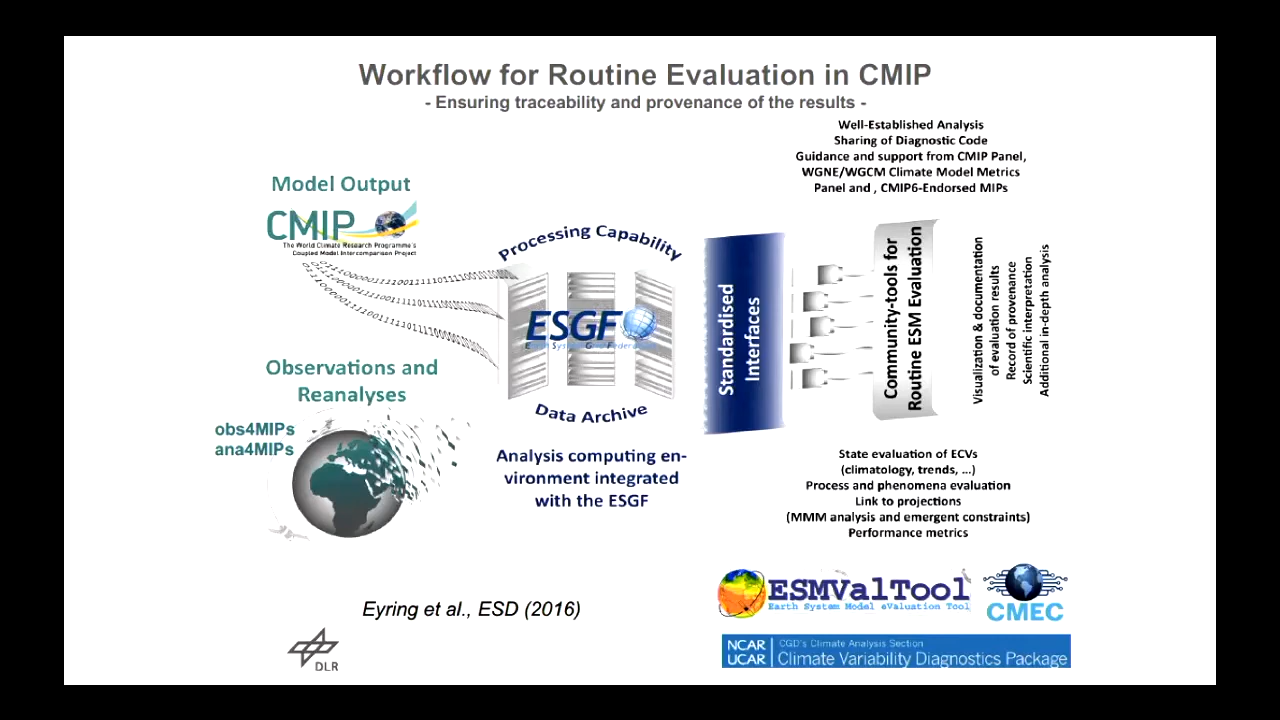 Workflow for Routine Evaluation in CMIP
- Ensuring traceability and provenance of the results -
Well-Established Analysis
Sharing of Diagnostic Code
Guidance and support from CMIP Panel,
WGNE/WGCM Climate Model Metrics
Panel and , CMIP6-Endorsed MIPs
Model Output
CMIP
The World Climate Research Programme's
Coupled Model Intercomparison Project
Observations and
Reanalyses
obs4MIPs
ana4MIPs
Processing Capability
ESGF
Earth System Grid Federation
Data Archive
Analysis computing en-
vironment integrated
with the ESGF
Standardised
Interfaces
Community-tools for
Routine ESM Evaluation
Visualization & documentation
of evaluation results
Record of provenance
Scientific interpretation
Additional in-depth analysis
State evaluation of ECVs
(climatology, trends, ...)
Process and phenomena evaluation
Link to projections
(MMM analysis and emergent constraints)
Performance metrics
ESMValTool
Earth System Model eValuation Tool
CMEC
NCAR
UCAR
CGD's Climate Analysis Section
Climate Variability Diagnostics Package
Eyring et al., ESD (2016)
DLR